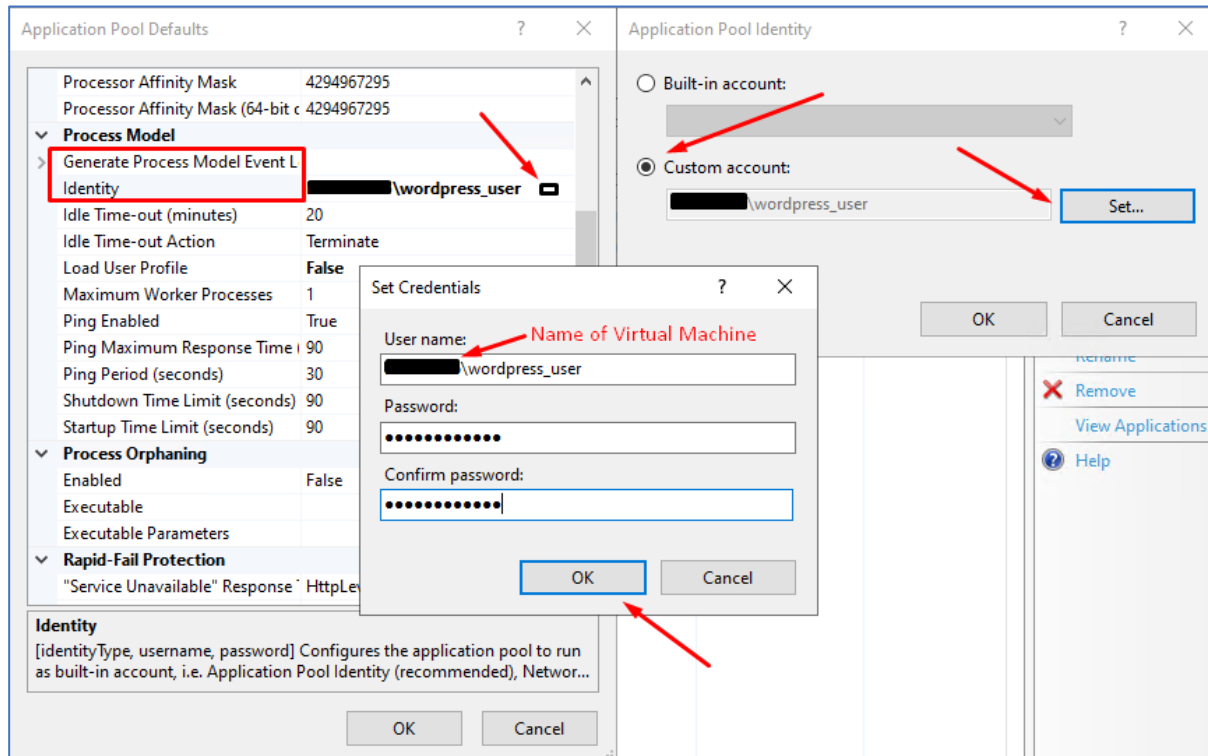 Application Pool Defaults ?
Processor Affinity Mask 4294967295
Processor Affinity Mask (64-bit c 4294967295
Process Model
Generate Process Model Event L
Identity \wordpress_user
Idle Time-out (minutes) 20
Idle Time-out Action Terminate
Load User Profile False
Maximum Worker Processes 1
Ping Enabled True
Ping Maximum Response Time ( 90
Ping Period (seconds) 30
Shutdown Time Limit (seconds) 90
Startup Time Limit (seconds) 90
Process Orphaning
Enabled False
Executable
Executable Parameters
Rapid-Fail Protection
"Service Unavailable" Response T HttpLev
Identity
[identityType, username, password] Configures the application pool to run
as built-in account, i.e. Application Pool Identity (recommended), Networ...
OK Cancel
Application Pool Identity ?
Built-in account:
Custom account:
\wordpress_user Set...
OK Cancel
Set Credentials ?
User name: Name of Virtual Machine
\wordpress_user
Password:
●●●●●●●●●●●●
Confirm password:
●●●●●●●●●●●●
OK Cancel
Rename
Remove
View Applications
Help